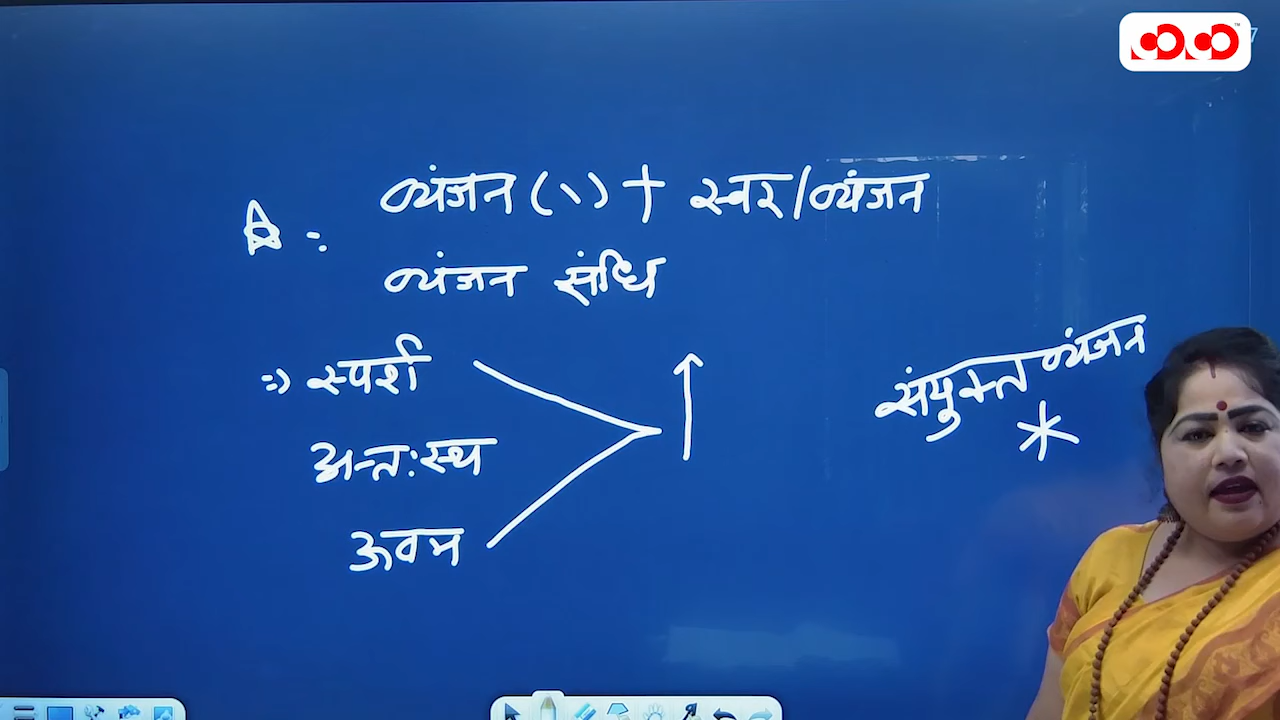 व्यंजन (्) + स्वर/व्यंजन
व्यंजन संधि
⇒ स्पर्श
अन्तःस्थ
ऊष्म
संयुक्त व्यंजन *